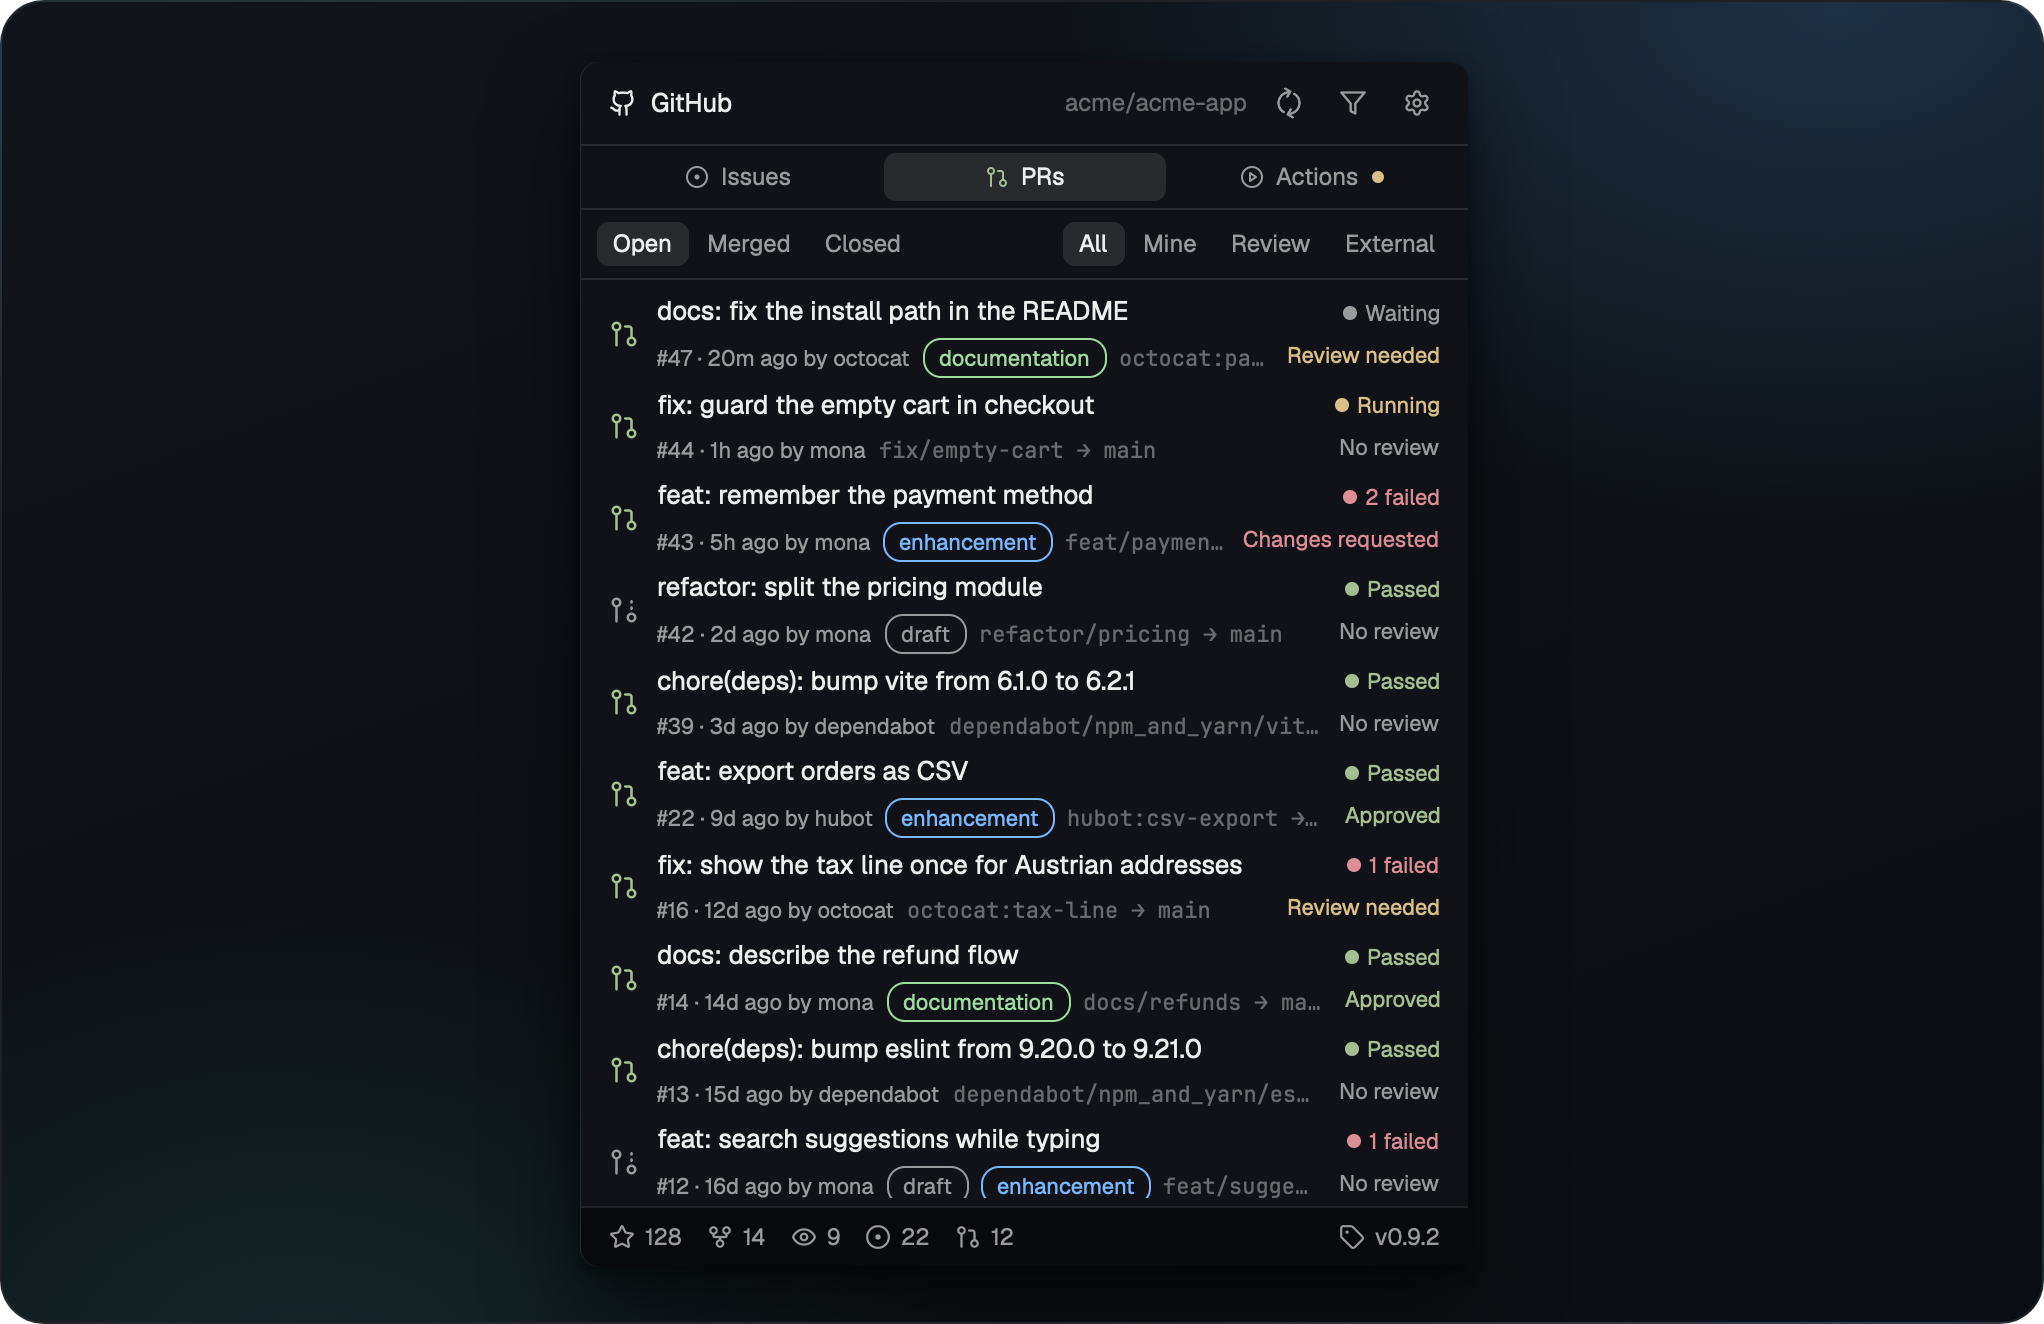 GitHub acme/acme-app
Issues PRs Actions
Open Merged Closed All Mine Review External
docs: fix the install path in the README Waiting
#47 · 20m ago by octocat documentation octocat:pa… Review needed
fix: guard the empty cart in checkout Running
#44 · 1h ago by mona fix/empty-cart → main No review
feat: remember the payment method 2 failed
#43 · 5h ago by mona enhancement feat/paymen… Changes requested
refactor: split the pricing module Passed
#42 · 2d ago by mona draft refactor/pricing → main No review
chore(deps): bump vite from 6.1.0 to 6.2.1 Passed
#39 · 3d ago by dependabot dependabot/npm_and_yarn/vit… No review
feat: export orders as CSV Passed
#22 · 9d ago by hubot enhancement hubot:csv-export →… Approved
fix: show the tax line once for Austrian addresses 1 failed
#16 · 12d ago by octocat octocat:tax-line → main Review needed
docs: describe the refund flow Passed
#14 · 14d ago by mona documentation docs/refunds → ma… Approved
chore(deps): bump eslint from 9.20.0 to 9.21.0 Passed
#13 · 15d ago by dependabot dependabot/npm_and_yarn/es… No review
feat: search suggestions while typing 1 failed
#12 · 16d ago by mona draft enhancement feat/sugge… No review
128 14 9 22 12 v0.9.2